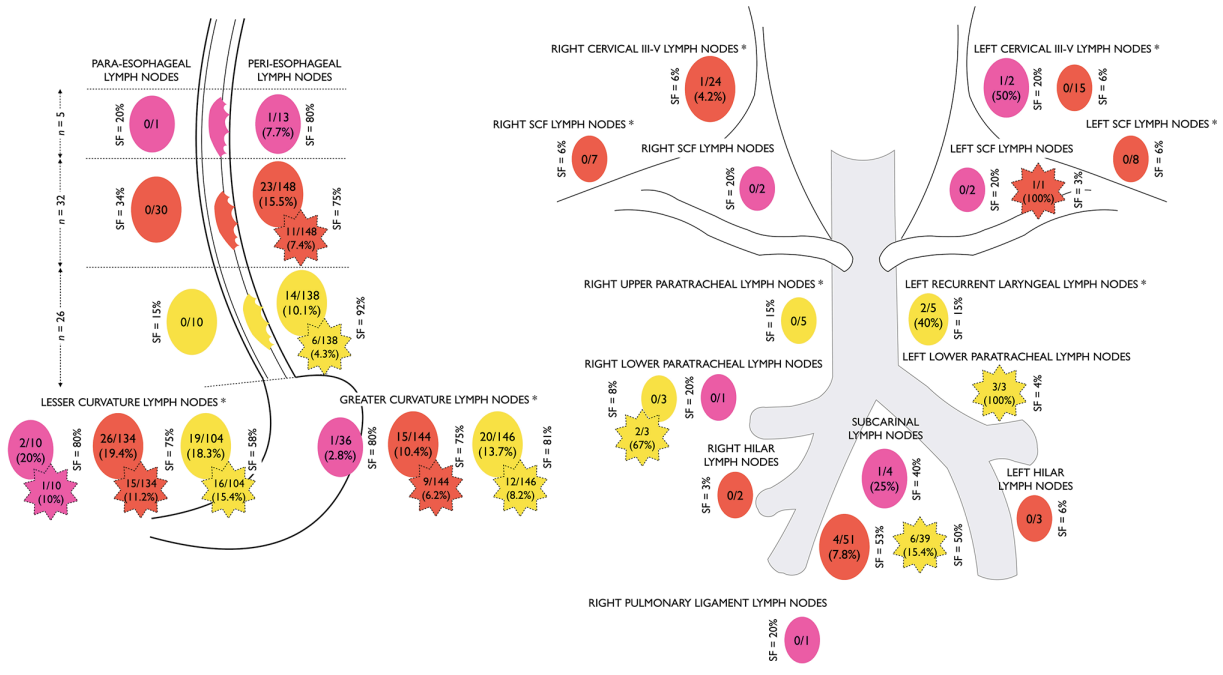 PARA-ESOPHAGEAL
LYMPH NODES
PERI-ESOPHAGEAL
LYMPH NODES
n = 5
SF = 20%
0/1
1/13
(7.7%)
SF = 80%
n = 32
SF = 34%
0/30
23/148
(15.5%)
11/148
(7.4%)
SF = 75%
n = 26
SF = 15%
0/10
14/138
(10.1%)
6/138
(4.3%)
SF = 92%
LESSER CURVATURE LYMPH NODES *
2/10
(20%)
1/10
(10%)
SF = 80%
26/134
(19.4%)
15/134
(11.2%)
SF = 75%
19/104
(18.3%)
16/104
(15.4%)
SF = 58%
GREATER CURVATURE LYMPH NODES *
1/36
(2.8%)
SF = 80%
15/144
(10.4%)
9/144
(6.2%)
SF = 75%
20/146
(13.7%)
12/146
(8.2%)
SF = 81%
RIGHT CERVICAL III-V LYMPH NODES *
SF = 6%
1/24
(4.2%)
LEFT CERVICAL III-V LYMPH NODES *
1/2
(50%)
SF = 20%
0/15
SF = 6%
RIGHT SCF LYMPH NODES *
SF = 6%
0/7
RIGHT SCF LYMPH NODES
SF = 20%
0/2
LEFT SCF LYMPH NODES
0/2
SF = 20%
1/1
(100%)
SF = 3%
LEFT SCF LYMPH NODES *
0/8
SF = 6%
RIGHT UPPER PARATRACHEAL LYMPH NODES *
SF = 15%
0/5
LEFT RECURRENT LARYNGEAL LYMPH NODES *
2/5
(40%)
SF = 15%
RIGHT LOWER PARATRACHEAL LYMPH NODES
SF = 8%
0/3
2/3
(67%)
SF = 20%
0/1
LEFT LOWER PARATRACHEAL LYMPH NODES
3/3
(100%)
SF = 4%
SUBCARINAL
LYMPH NODES
1/4
(25%)
SF = 40%
4/51
(7.8%)
SF = 53%
6/39
(15.4%)
SF = 50%
RIGHT HILAR
LYMPH NODES
SF = 3%
0/2
LEFT HILAR
LYMPH NODES
0/3
SF = 6%
RIGHT PULMONARY LIGAMENT LYMPH NODES
SF = 20%
0/1